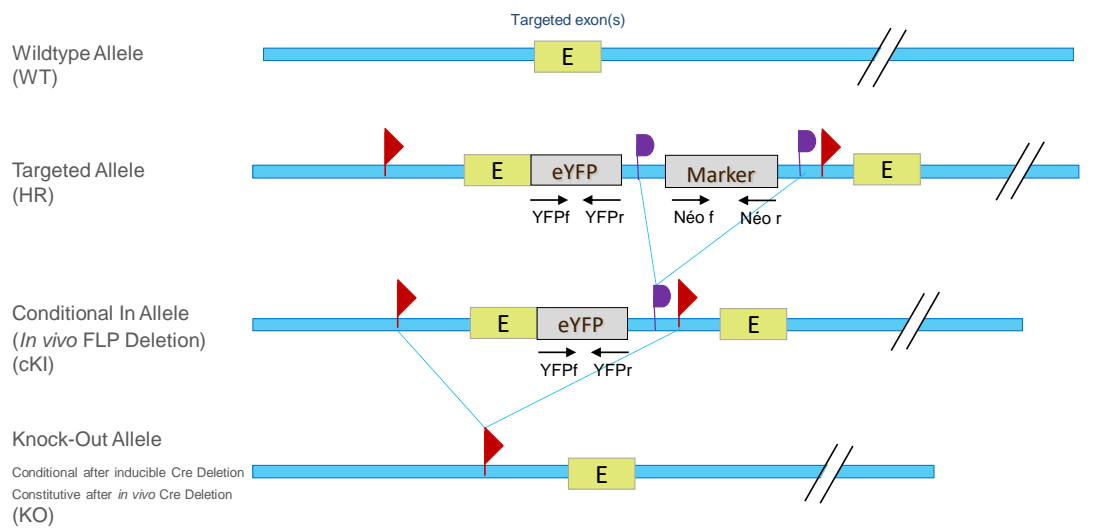 Targeted exon(s)
Wildtype Allele
(WT)
E
Targeted Allele
(HR)
E eYFP Marker E
YFPf YFPr Néo f Néo r
Conditional In Allele
(In vivo FLP Deletion)
(cKI)
E eYFP E
YFPf YFPr
Knock-Out Allele
Conditional after inducible Cre Deletion
Constitutive after in vivo Cre Deletion
(KO)
E